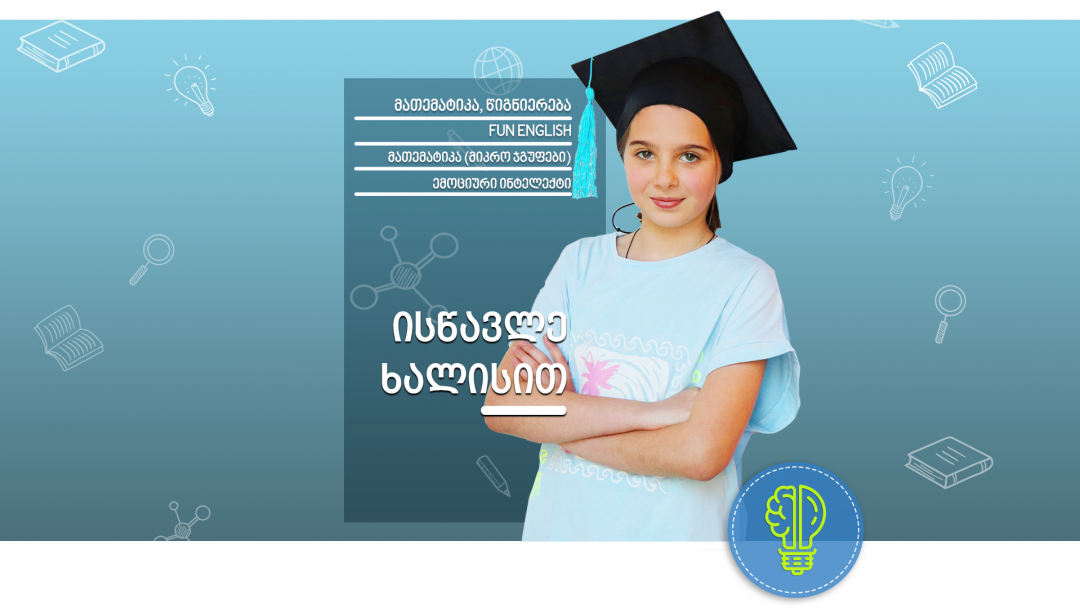 მათემატიკა, წიგნიერება
FUN ENGLISH
მათემატიკა (მიკრო ჯგუფები)
ემოციური ინტელექტი
ისწავლე
ხალისით